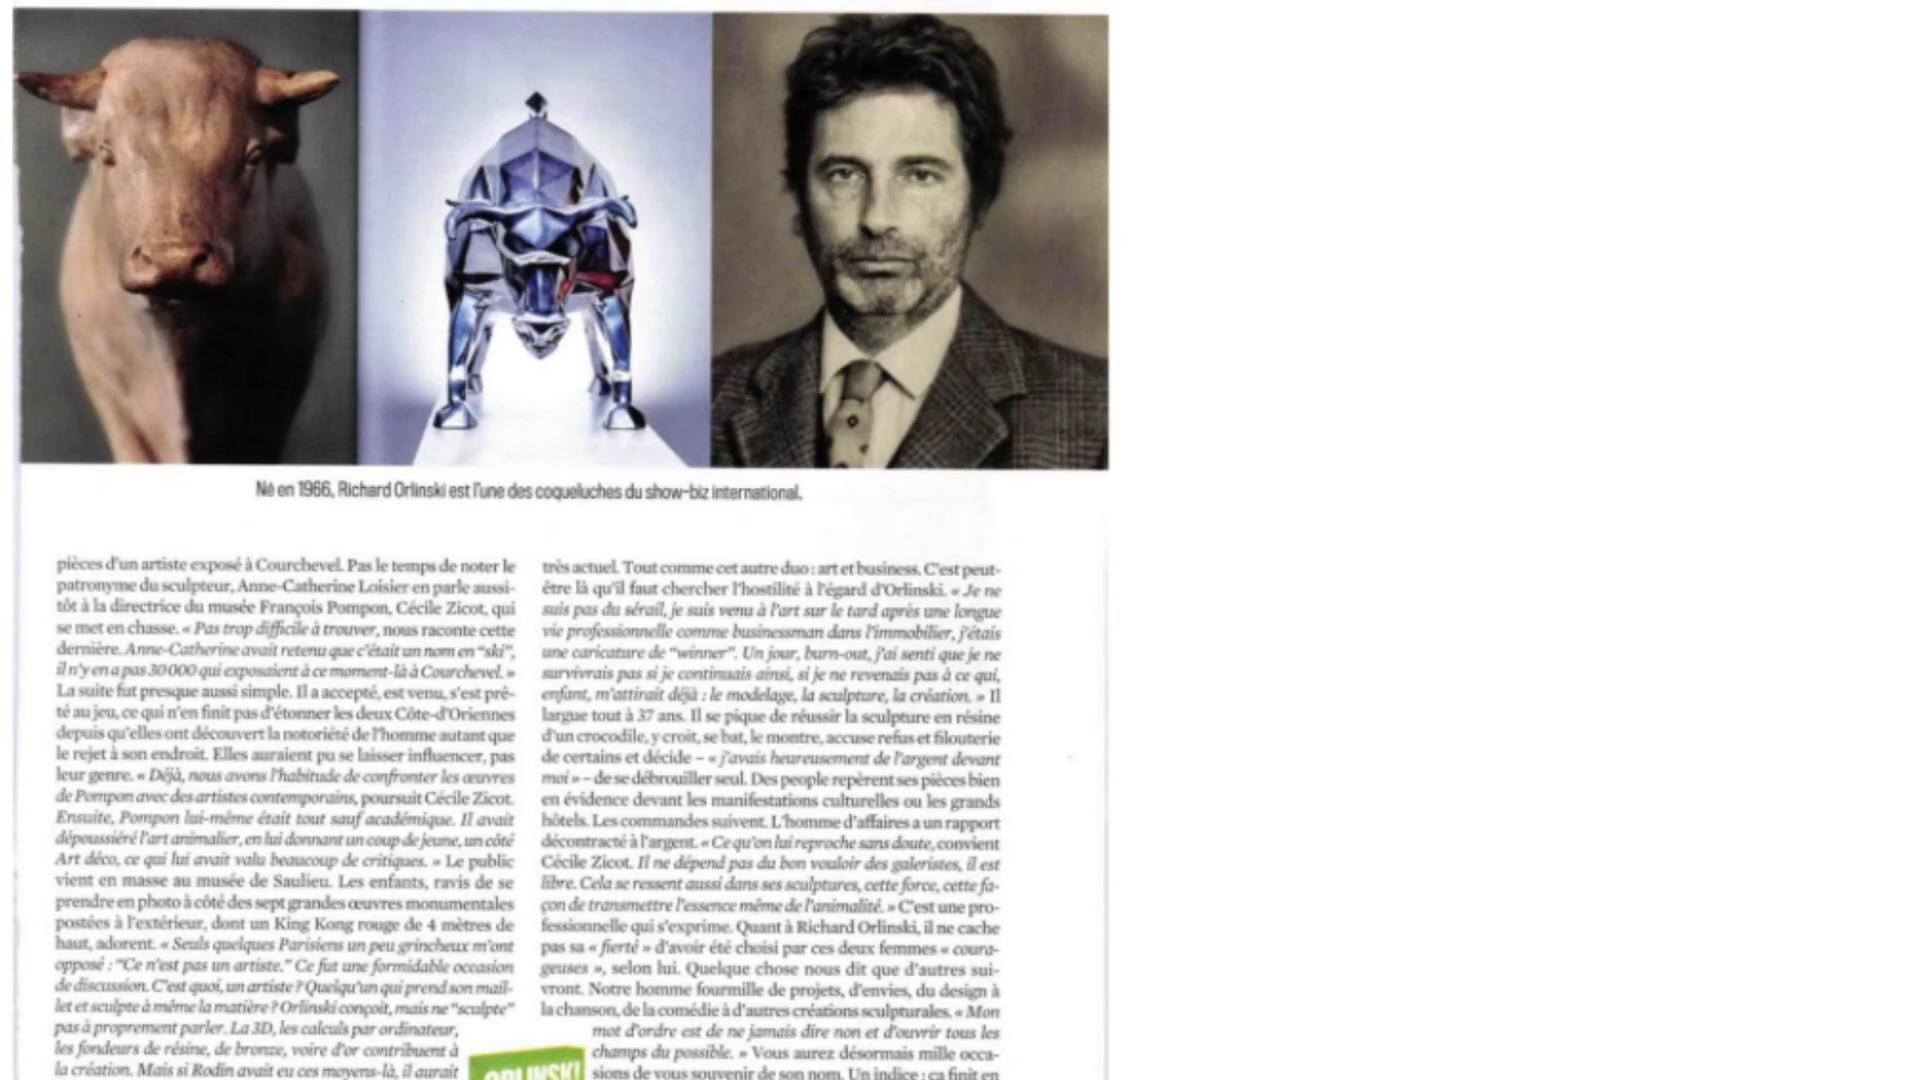 Né en 1966, Richard Orlinski est l'une des coqueluches du show-biz international.
pièces d'un artiste exposé à Courchevel. Pas le temps de noter le
patronyme du sculpteur, Anne-Catherine Loisier en parle aussi-
tôt à la directrice du musée François Pompon, Cécile Zicot, qui
se met en chasse. « Pas trop difficile à trouver, nous raconte cette
dernière. Anne-Catherine avait retenu que c'était un nom en “ski”,
il n'y en a pas 30 000 qui exposaient à ce moment-là à Courchevel. »
La suite fut presque aussi simple. Il a accepté, est venu, s'est prê-
té au jeu, ce qui n'en finit pas d'étonner les deux Côte-d'Oriennes
depuis qu'elles ont découvert la notoriété de l'homme autant que
le rejet à son endroit. Elles auraient pu se laisser influencer, pas
leur genre. « Déjà, nous avons l'habitude de confronter les œuvres
de Pompon avec des artistes contemporains, poursuit Cécile Zicot.
Ensuite, Pompon lui-même était tout sauf académique. Il avait
dépoussiéré l'art animalier, en lui donnant un coup de jeune, un côté
Art déco, ce qui lui avait valu beaucoup de critiques. » Le public
vient en masse au musée de Saulieu. Les enfants, ravis de se
prendre en photo à côté des sept grandes œuvres monumentales
postées à l'extérieur, dont un King Kong rouge de 4 mètres de
haut, adorent. « Seuls quelques Parisiens un peu grincheux m'ont
opposé : “Ce n'est pas un artiste.” Ce fut une formidable occasion
de discussion. C'est quoi, un artiste ? Quelqu'un qui prend son mail-
let et sculpte à même la matière ? Orlinski conçoit, mais ne “sculpte”
pas à proprement parler. La 3D, les calculs par ordinateur,
les fondeurs de résine, de bronze, voire d'or contribuent à
la création. Mais si Rodin avait eu ces moyens-là, il aurait
très actuel. Tout comme cet autre duo : art et business. C'est peut-
être là qu'il faut chercher l'hostilité à l'égard d'Orlinski. « Je ne
suis pas du sérail, je suis venu à l'art sur le tard après une longue
vie professionnelle comme businessman dans l'immobilier, j'étais
une caricature de “winner”. Un jour, burn-out, j'ai senti que je ne
survivrais pas si je continuais ainsi, si je ne revenais pas à ce qui,
enfant, m'attirait déjà : le modelage, la sculpture, la création. » Il
largue tout à 37 ans. Il se pique de réussir la sculpture en résine
d'un crocodile, y croit, se bat, le montre, accuse refus et filouterie
de certains et décide – « j'avais heureusement de l'argent devant
moi » – de se débrouiller seul. Des people repèrent ses pièces bien
en évidence devant les manifestations culturelles ou les grands
hôtels. Les commandes suivent. L'homme d'affaires a un rapport
décontracté à l'argent. « Ce qu'on lui reproche sans doute, convient
Cécile Zicot. Il ne dépend pas du bon vouloir des galeristes, il est
libre. Cela se ressent aussi dans ses sculptures, cette force, cette fa-
çon de transmettre l'essence même de l'animalité. » C'est une pro-
fessionnelle qui s'exprime. Quant à Richard Orlinski, il ne cache
pas sa « fierté » d'avoir été choisi par ces deux femmes « coura-
geuses », selon lui. Quelque chose nous dit que d'autres sui-
vront. Notre homme fourmille de projets, d'envies, du design à
la chanson, de la comédie à d'autres créations sculpturales. « Mon
mot d'ordre est de ne jamais dire non et d'ouvrir tous les
champs du possible. » Vous aurez désormais mille occa-
sions de vous souvenir de son nom. Un indice : ça finit en
ORLINSKI